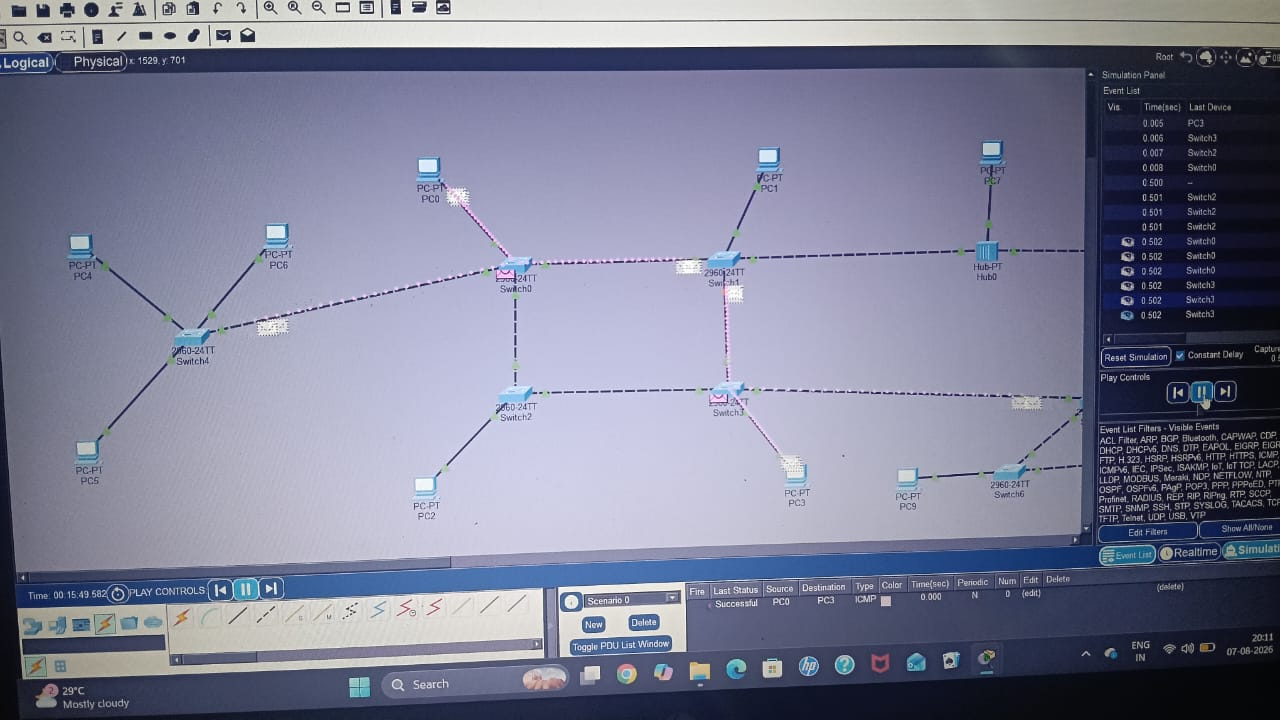 Logical
Physical
x: 1529, y: 701
Root
Simulation Panel
Event List
Vis. Time(sec) Last Device
0.005 PC3
0.006 Switch3
0.007 Switch2
0.008 Switch0
0.500 --
0.501 Switch2
0.501 Switch2
0.501 Switch2
0.502 Switch0
0.502 Switch0
0.502 Switch0
0.502 Switch3
0.502 Switch3
0.502 Switch3
PC-PT
PC0
PC-PT
PC1
PC-PT
PC7
PC-PT
PC4
PC-PT
PC6
2960-24TT
Switch0
2960-24TT
Switch1
Hub-PT
Hub0
2960-24TT
Switch4
2960-24TT
Switch2
2960-24TT
Switch3
PC-PT
PC5
PC-PT
PC2
PC-PT
PC3
PC-PT
PC9
2960-24TT
Switch6
Reset Simulation
Constant Delay
Play Controls
Event List Filters - Visible Events
ACL Filter, ARP, BGP, Bluetooth, CAPWAP, CDP,
DHCP, DHCPv6, DNS, DTP, EAPOL, EIGRP,
FTP, H.323, HSRP, HSRPv6, HTTP, HTTPS, ICMP,
ICMPv6, IEC, IPSec, ISAKMP, IoT, IoT TCP, LACP,
LLDP, MODBUS, Meraki, NDP, NETFLOW, NTP,
OSPF, OSPFv6, PAgP, POP3, PPP, PPPoED,
Profinet, RADIUS, REP, RIP, RIPng, RTP, SCCP,
SMTP, SNMP, SSH, STP, SYSLOG, TACACS,
TFTP, Telnet, UDP, USB, VTP
Edit Filters
Show All/None
Event List
Realtime
Simulati
Time: 00:15:49.582
PLAY CONTROLS
Scenario 0
New
Delete
Toggle PDU List Window
Fire Last Status Source Destination Type Color Time(sec) Periodic Num Edit Delete
Successful PC0 PC3 ICMP 0.000 N 0 (edit) (delete)
29°C
Mostly cloudy
Search
ENG
IN
20:11
07-08-2026